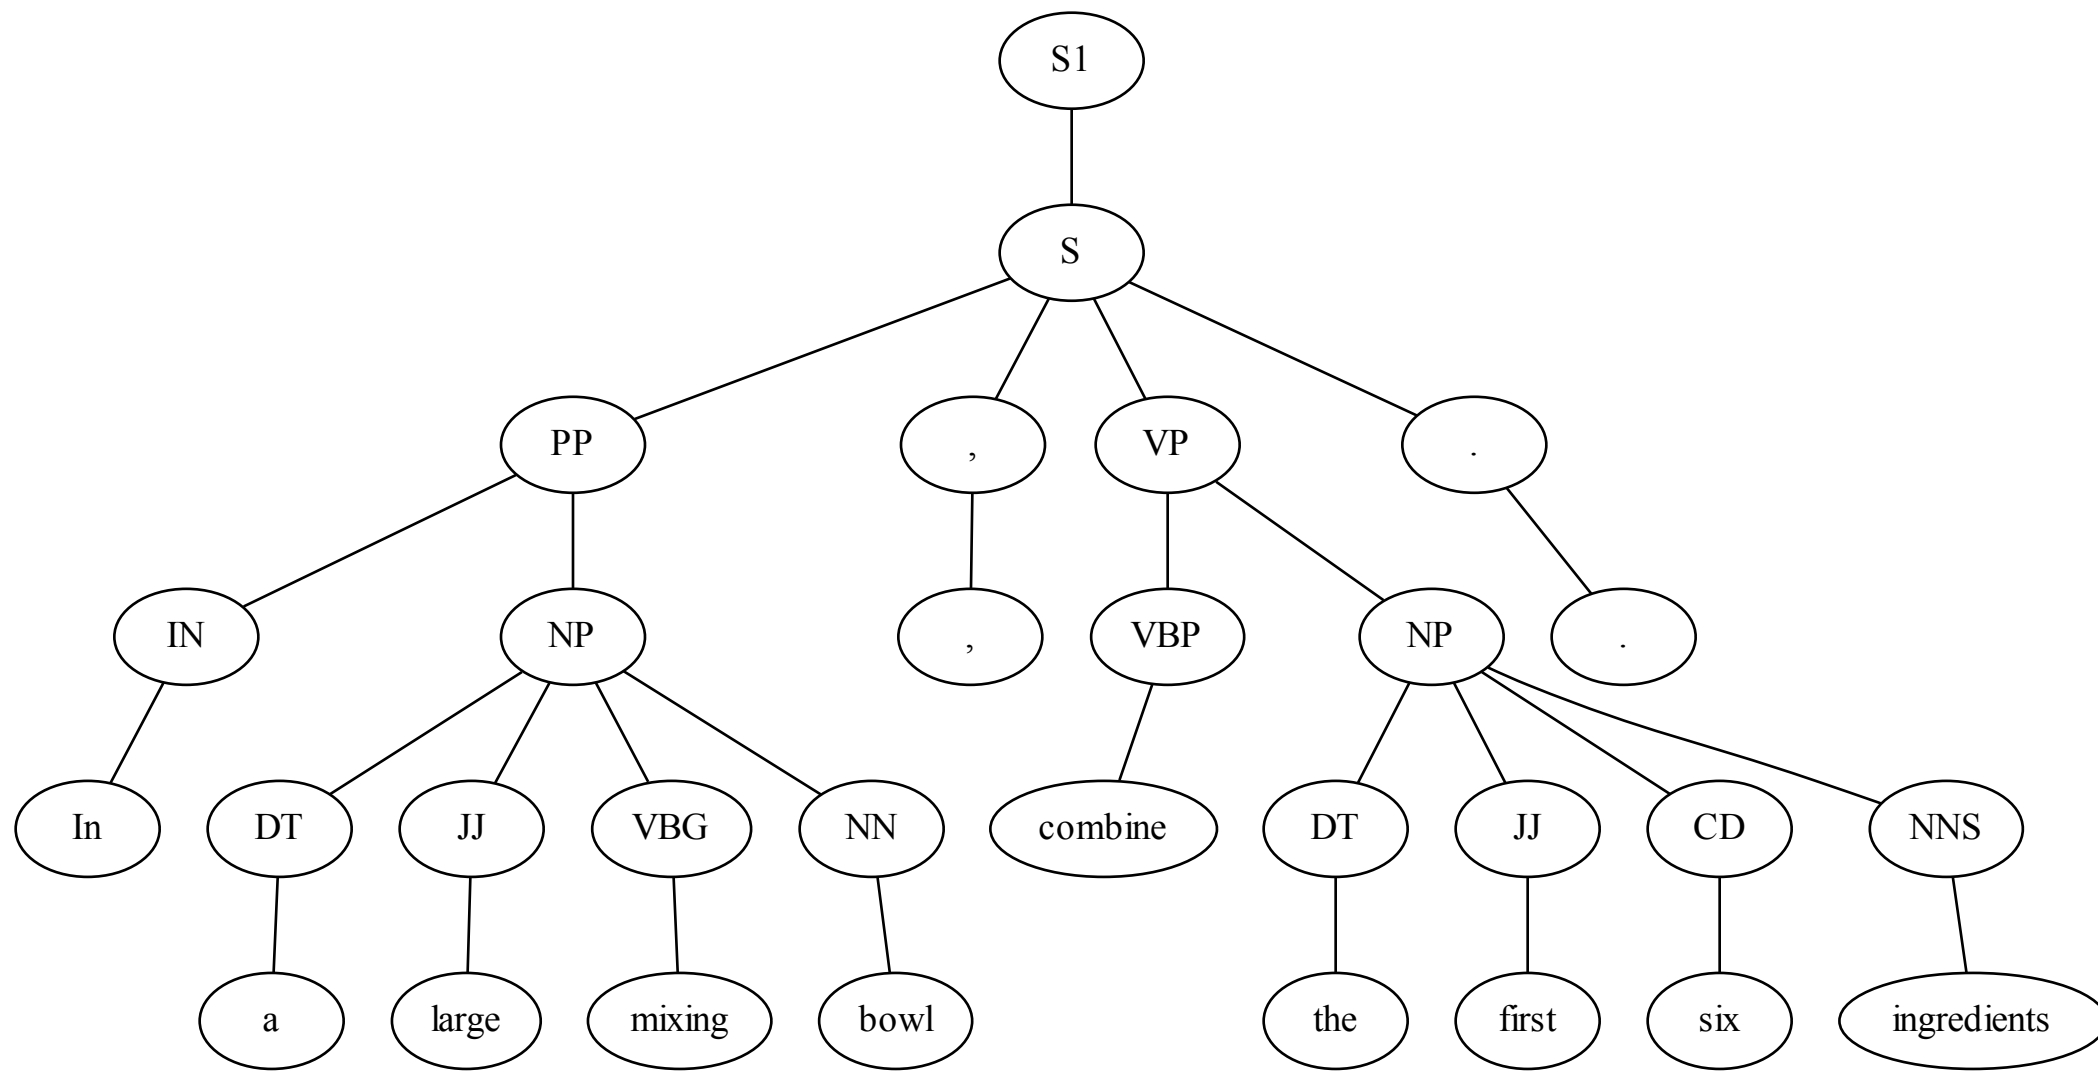 S1
S
PP , VP .
IN NP , VBP NP .
In DT JJ VBG NN combine DT JJ CD NNS
a large mixing bowl the first six ingredients